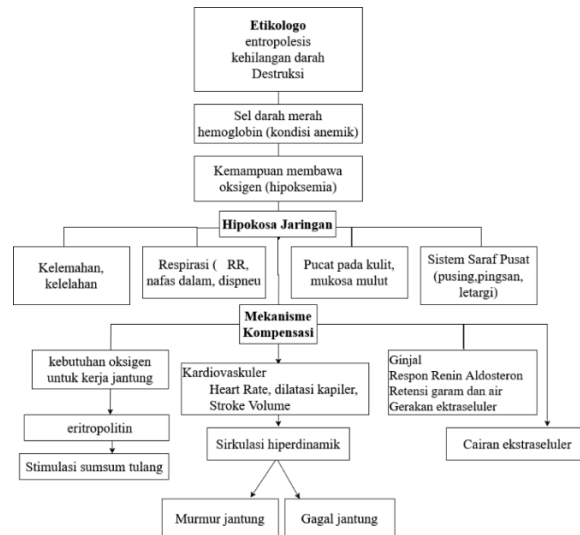 Etikologo
entropolesis
kehilangan darah
Destruksi
Sel darah merah
hemoglobin (kondisi anemik)
Kemampuan membawa
oksigen (hipoksemia)
Hipokosa Jaringan
Kelemahan,
kelelahan
Respirasi ( RR,
nafas dalam, dispneu
Pucat pada kulit,
mukosa mulut
Sistem Saraf Pusat
(pusing,pingsan,
letargi)
Mekanisme
Kompensasi
kebutuhan oksigen
untuk kerja jantung
Kardiovaskuler
Heart Rate, dilatasi kapiler,
Stroke Volume
Ginjal
Respon Renin Aldosteron
Retensi garam dan air
Gerakan ektraseluler
eritropolitin
Sirkulasi hiperdinamik
Cairan ekstraseluler
Stimulasi sumsum tulang
Murmur jantung
Gagal jantung